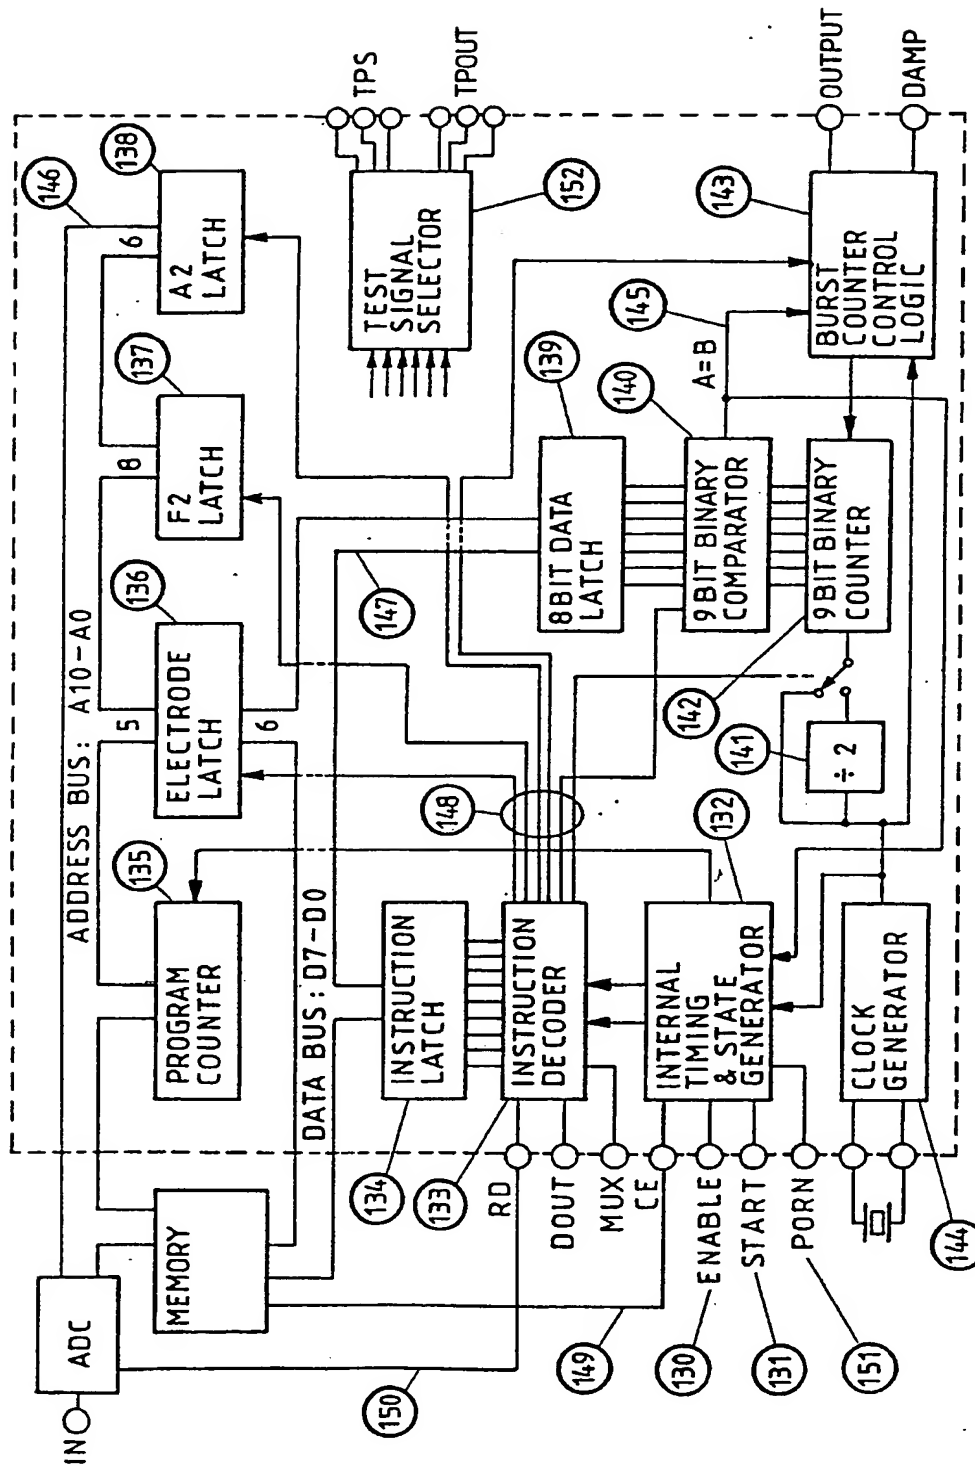 IN
ADC
MEMORY
ADDRESS BUS: A10-A0
DATA BUS: D7-D0
146
PROGRAM
COUNTER
135
ELECTRODE
LATCH
136
5
6
F2
LATCH
137
8
A2
LATCH
138
6
TEST
SIGNAL
SELECTOR
152
TPS
TPOUT
INSTRUCTION
LATCH
134
147
INSTRUCTION
DECODER
133
148
8 BIT DATA
LATCH
139
9 BIT BINARY
COMPARATOR
140
A=B
145
9 BIT BINARY
COUNTER
142
BURST
COUNTER
CONTROL
LOGIC
143
OUTPUT
DAMP
÷ 2
141
INTERNAL
TIMING
& STATE
GENERATOR
132
CLOCK
GENERATOR
144
RD
DOUT
MUX
CE
ENABLE
START
PORN
150
149
130
131
151